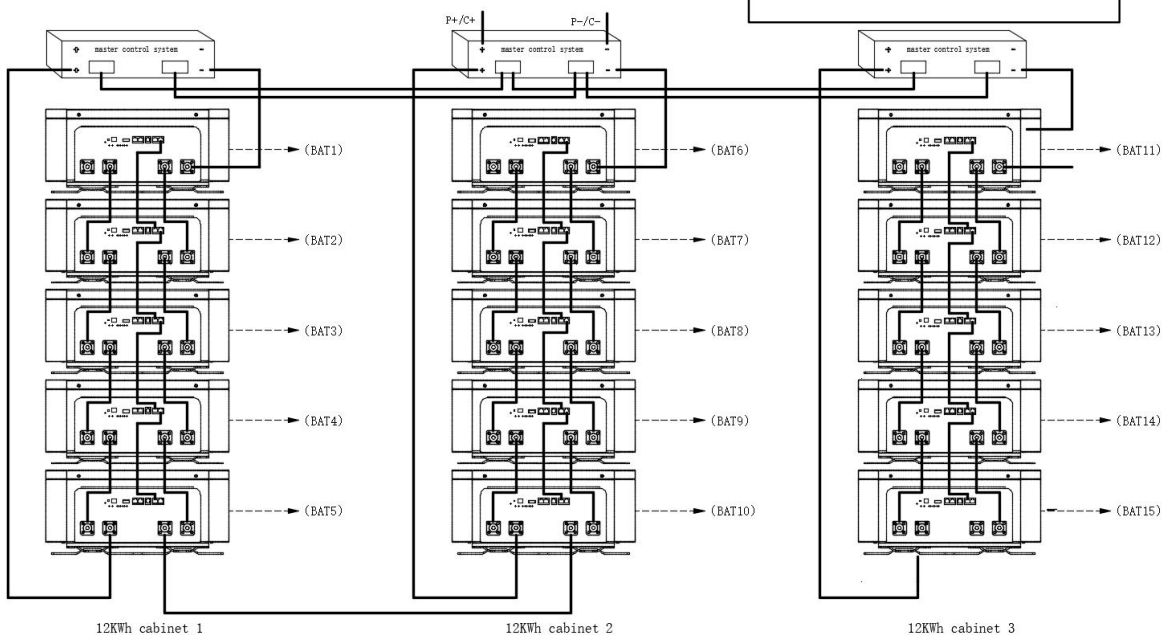 P+/C+
P-/C-
+ master control system -
+ -
+ master control system -
+ -
+ master control system -
+ -
(BAT1)
(BAT6)
(BAT11)
(BAT2)
(BAT7)
(BAT12)
(BAT3)
(BAT8)
(BAT13)
(BAT4)
(BAT9)
(BAT14)
(BAT5)
(BAT10)
(BAT15)
12KWh cabinet 1
12KWh cabinet 2
12KWh cabinet 3